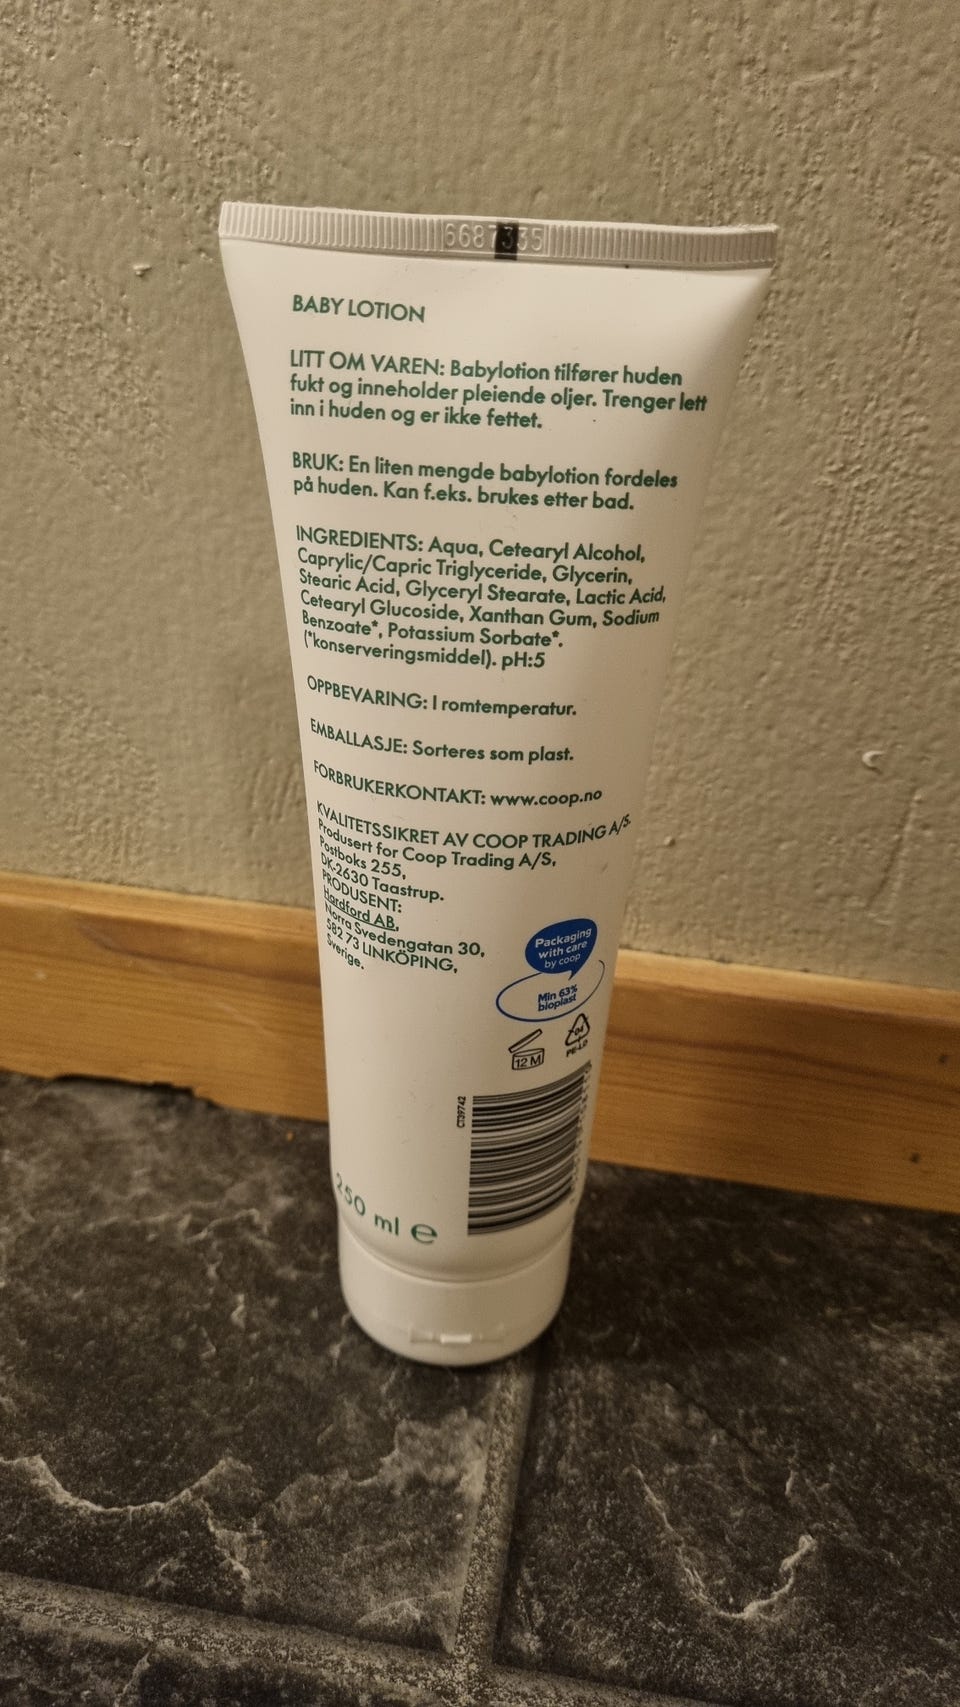 6687335
BABY LOTION
LITT OM VAREN: Babylotion tilfører huden
fukt og inneholder pleiende oljer. Trenger lett
inn i huden og er ikke fettet.
BRUK: En liten mengde babylotion fordeles
på huden. Kan f.eks. brukes etter bad.
INGREDIENTS: Aqua, Cetearyl Alcohol,
Caprylic/Capric Triglyceride, Glycerin,
Stearic Acid, Glyceryl Stearate, Lactic Acid,
Cetearyl Glucoside, Xanthan Gum, Sodium
Benzoate*, Potassium Sorbate*.
(*konserveringsmiddel). pH:5
OPPBEVARING: I romtemperatur.
EMBALLASJE: Sorteres som plast.
FORBRUKERKONTAKT: www.coop.no
KVALITETSSIKRET AV COOP TRADING A/S.
Produsert for Coop Trading A/S,
Postboks 255,
DK-2630 Taastrup.
PRODUSENT:
Hardford AB,
Norra Svedengatan 30,
582 73 LINKÖPING,
Sverige.
Packaging
with care
by coop
Min 63%
bioplast
12 M
04
PE-LD
CT39742
250 ml e